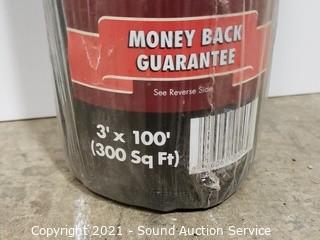 MONEY BACK
GUARANTEE
See Reverse Side
3' x 100'
(300 Sq Ft)
Copyright 2021 - Sound Auction Service